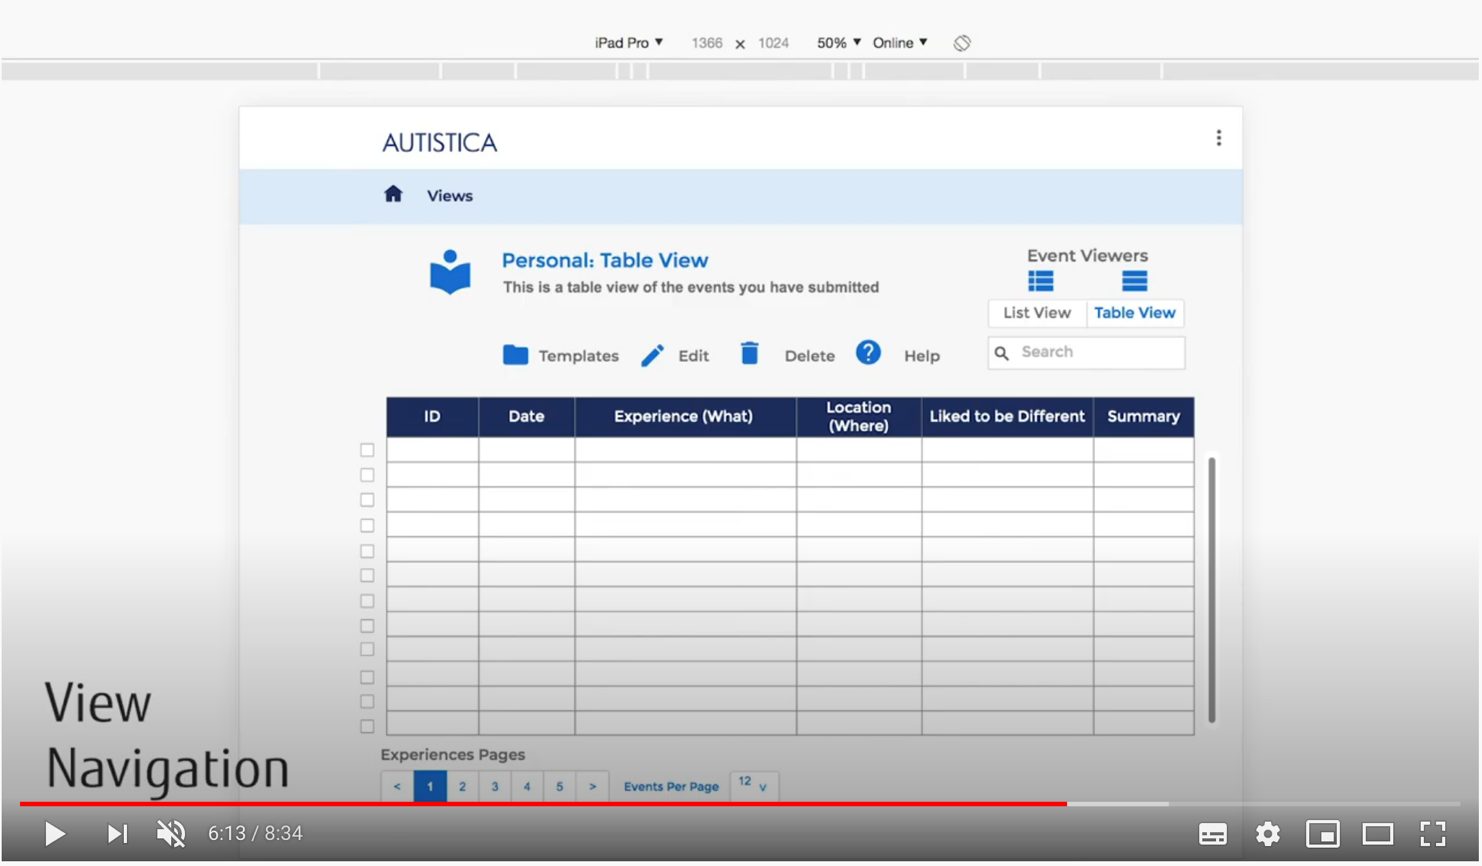 iPad Pro ▼ 1366 x 1024 50% ▼ Online ▼
AUTISTICA
Views
Personal: Table View
This is a table view of the events you have submitted
Event Viewers
List View Table View
Templates Edit Delete ? Help
Search
ID Date Experience (What) Location (Where) Liked to be Different Summary
View
Navigation
Experiences Pages
< 1 2 3 4 5 > Events Per Page 12 v
6:13 / 8:34